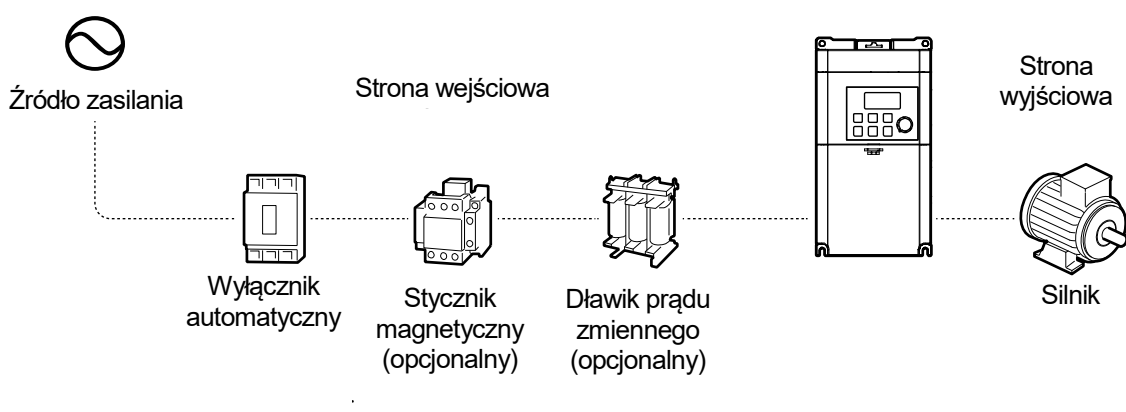 Źródło zasilania
Strona wejściowa
Strona
wyjściowa
Wyłącznik
automatyczny
Stycznik
magnetyczny
(opcjonalny)
Dławik prądu
zmiennego
(opcjonalny)
Silnik